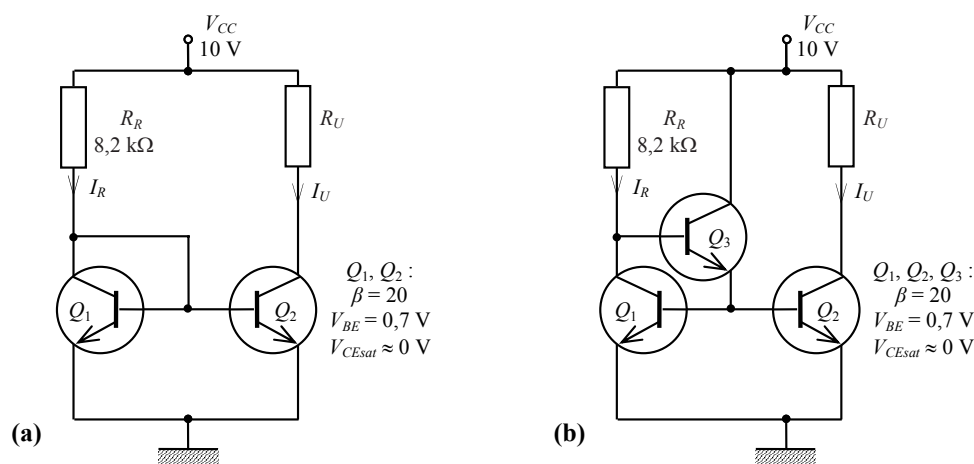 V_CC
10 V
R_R
8,2 kΩ
R_U
I_R
I_U
Q_1
Q_2
Q_1, Q_2 :
β = 20
V_BE = 0,7 V
V_CEsat ≈ 0 V
(a)
V_CC
10 V
R_R
8,2 kΩ
R_U
I_R
I_U
Q_3
Q_1
Q_2
Q_1, Q_2, Q_3 :
β = 20
V_BE = 0,7 V
V_CEsat ≈ 0 V
(b)